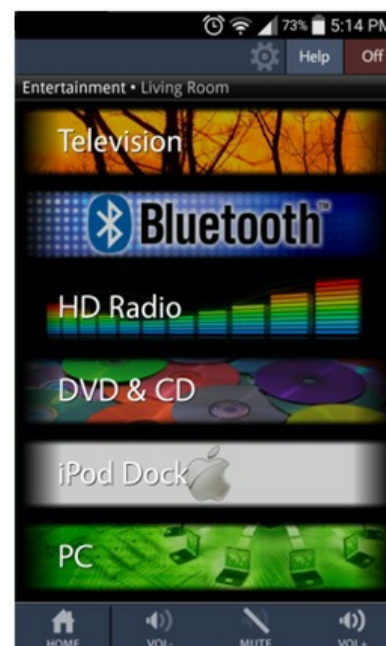 73% 5:14 PM
Help Off
Entertainment • Living Room
Television
Bluetooth™
HD Radio
DVD & CD
iPod Dock
PC
HOME VOL- MUTE VOL+